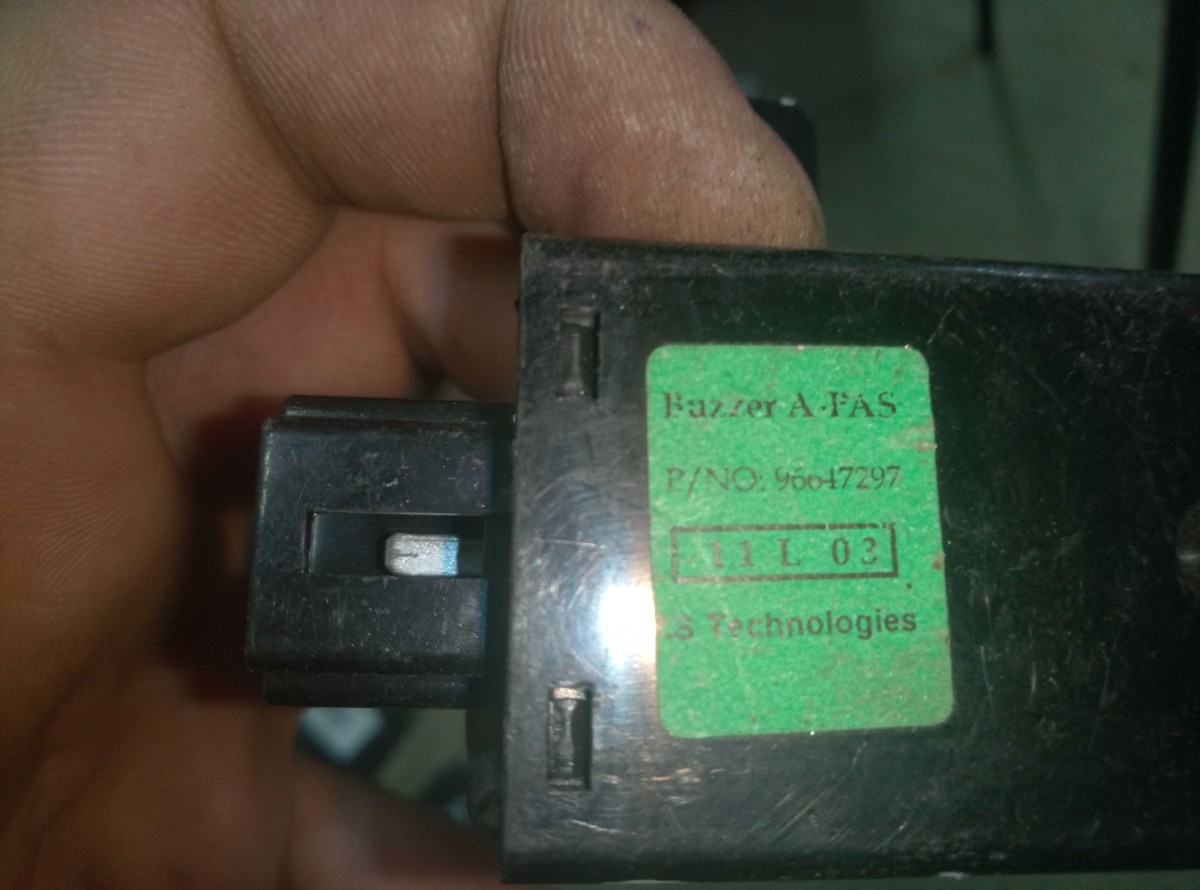 Buzzer A-PAS
P/NO: 96647297
11 L 03
Technologies